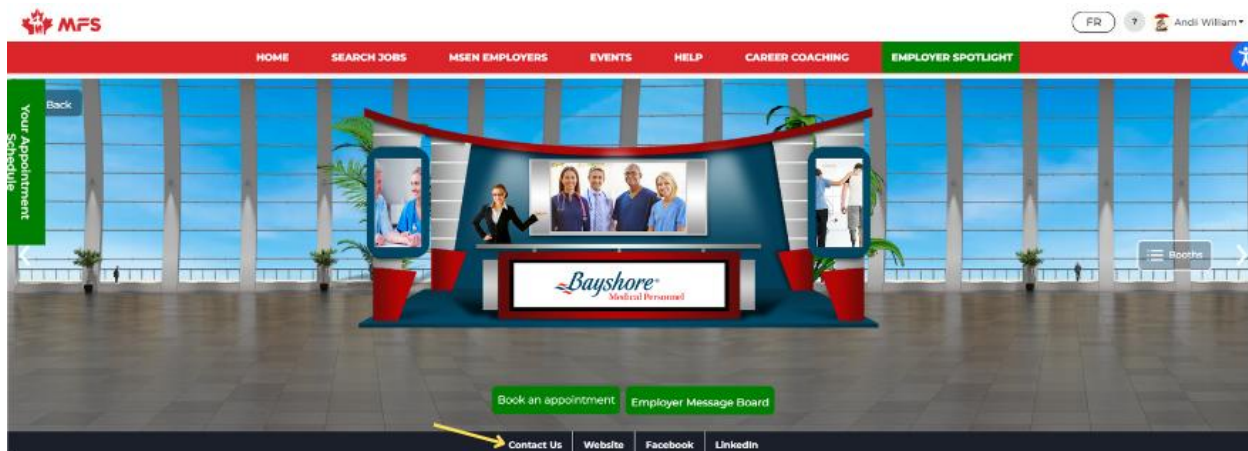 MFS
FR
?
Andii William
HOME
SEARCH JOBS
MSEN EMPLOYERS
EVENTS
HELP
CAREER COACHING
EMPLOYER SPOTLIGHT
Back
Your Appointment
Schedule
Booths
Bayshore
Medical Personnel
Book an appointment
Employer Message Board
Contact Us
Website
Facebook
LinkedIn